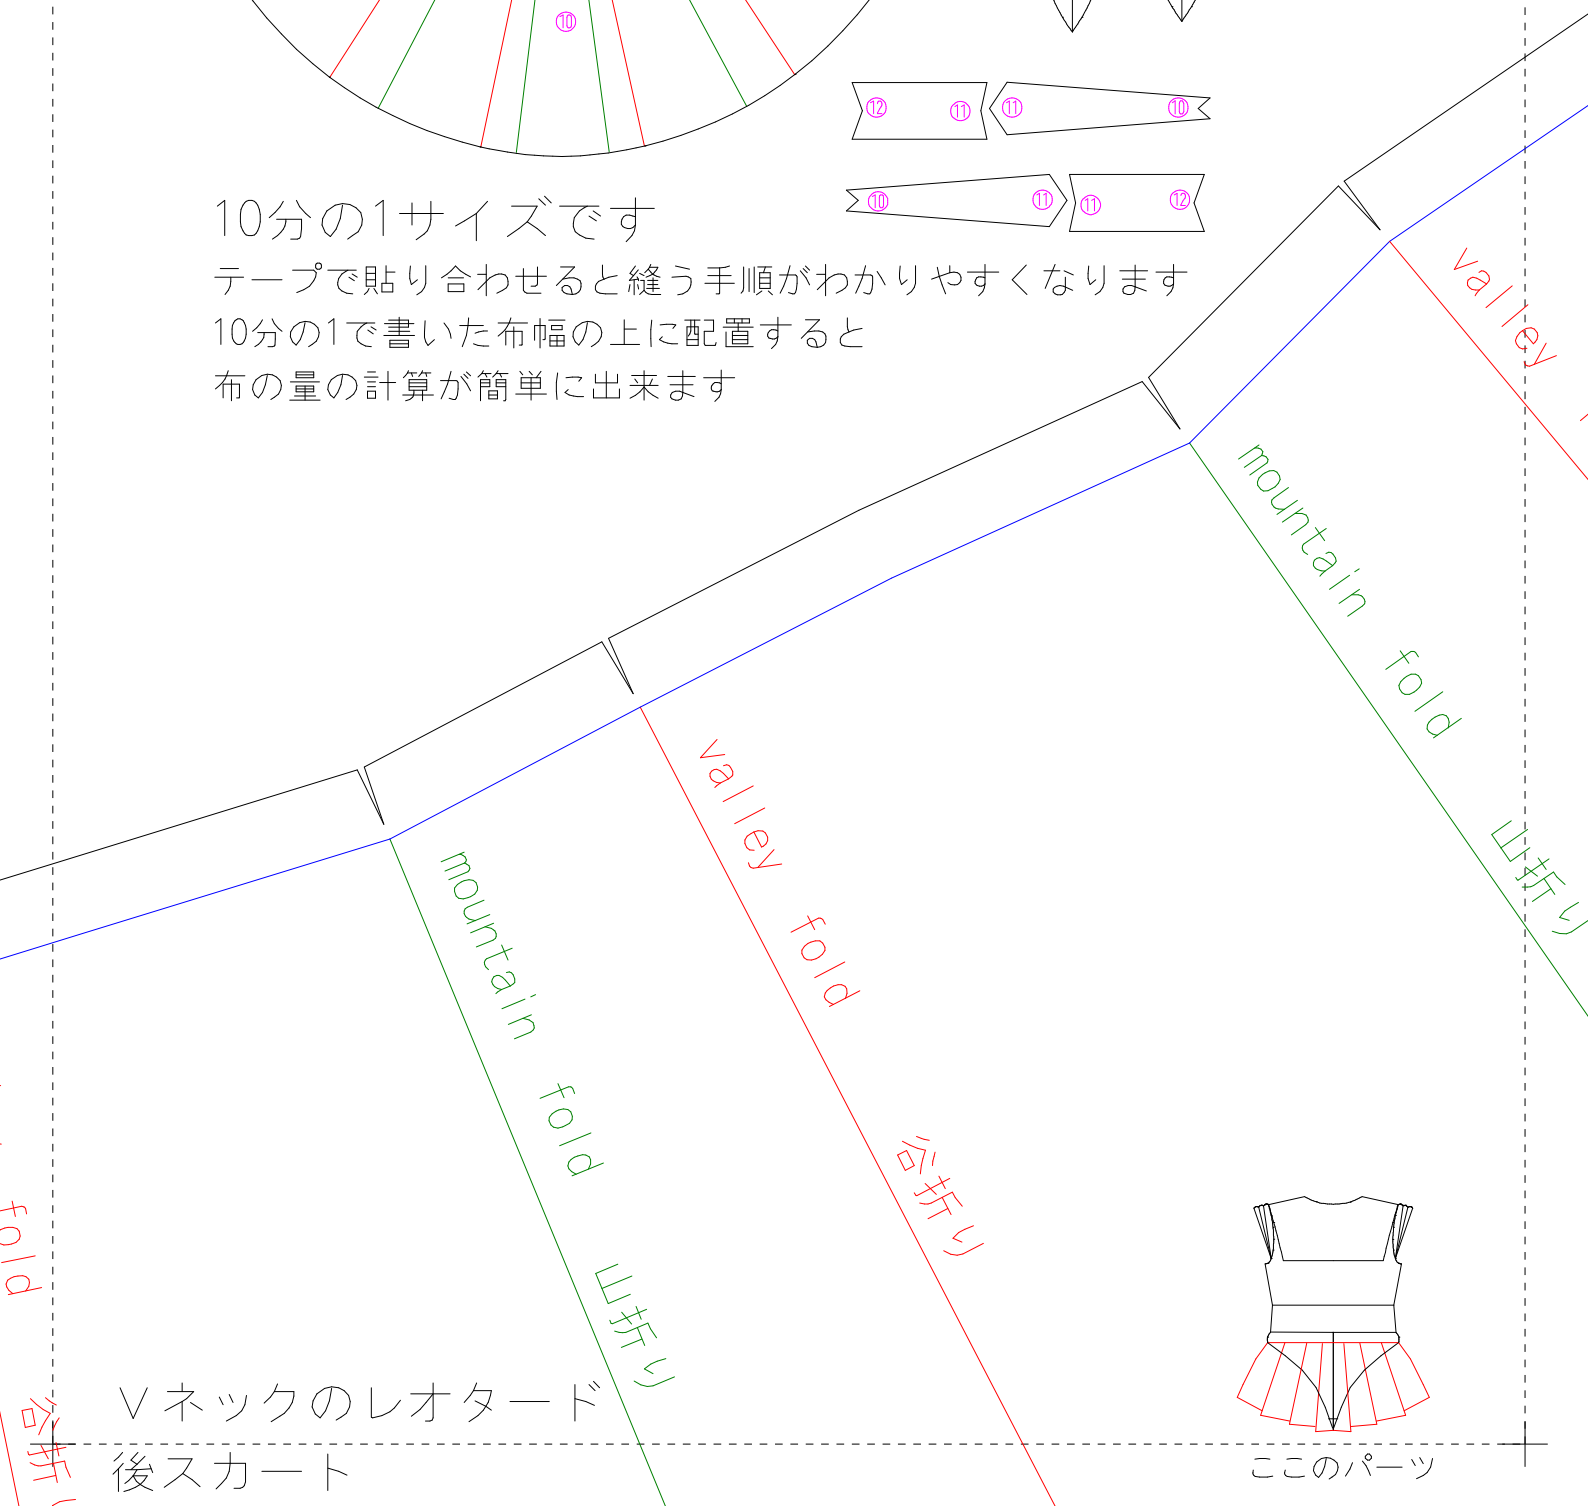 ⑩
⑫ ⑪ ⑪ ⑩
⑩ ⑪ ⑪ ⑫
10分の1サイズです
テープで貼り合わせると縫う手順がわかりやすくなります
10分の1で書いた布幅の上に配置すると
布の量の計算が簡単に出来ます
valley
mountain fold 山折り
valley fold 谷折り
mountain fold 山折り
fold 谷折り
Vネックのレオタード
後スカート
ここのパーツ